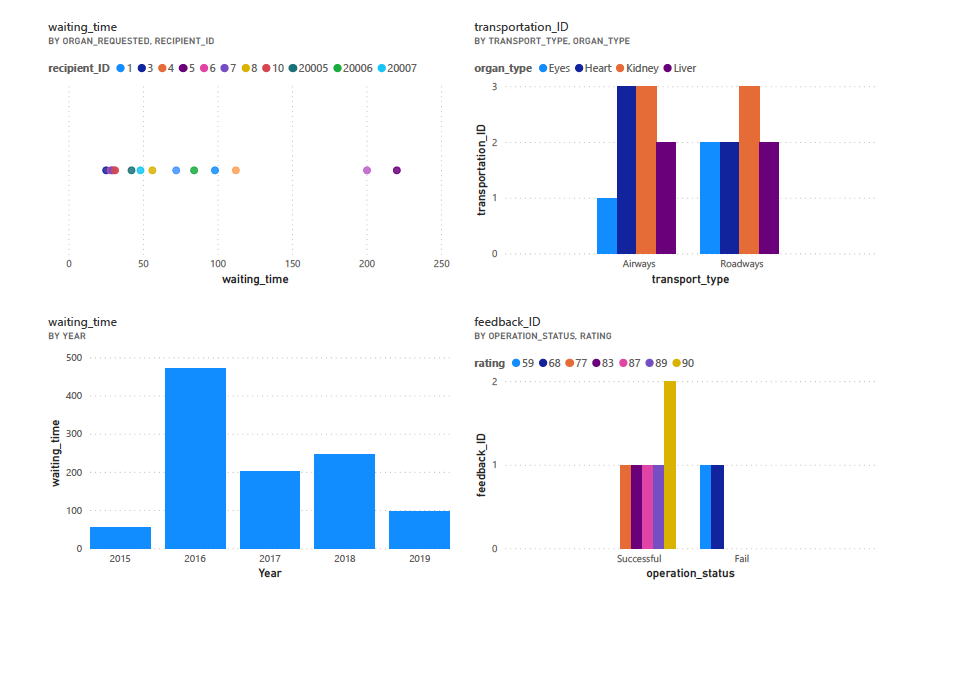 waiting_time
BY ORGAN_REQUESTED, RECIPIENT_ID
recipient_ID 1 3 4 5 6 7 8 10 20005 20006 20007
0 50 100 150 200 250
waiting_time
transportation_ID
BY TRANSPORT_TYPE, ORGAN_TYPE
organ_type Eyes Heart Kidney Liver
transportation_ID
3
2
1
0
Airways Roadways
transport_type
waiting_time
BY YEAR
waiting_time
500
400
300
200
100
0
2015 2016 2017 2018 2019
Year
feedback_ID
BY OPERATION_STATUS, RATING
rating 59 68 77 83 87 89 90
feedback_ID
2
1
0
Successful Fail
operation_status